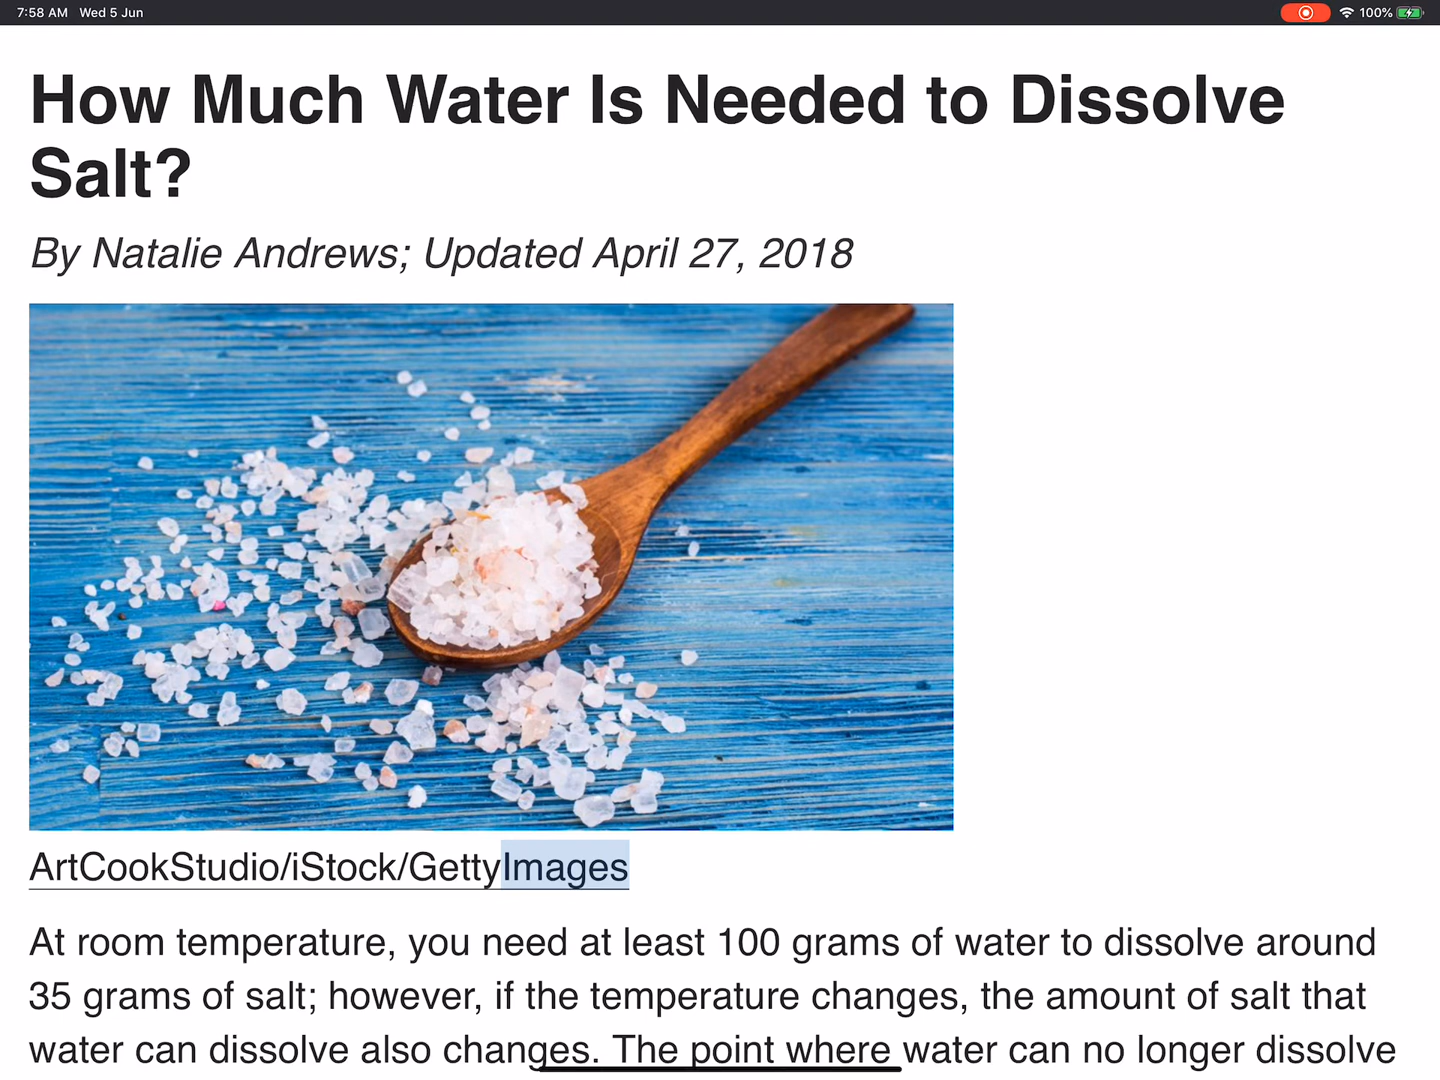 7:58 AM Wed 5 Jun 100%
How Much Water Is Needed to Dissolve
Salt?
By Natalie Andrews; Updated April 27, 2018
ArtCookStudio/iStock/GettyImages
At room temperature, you need at least 100 grams of water to dissolve around
35 grams of salt; however, if the temperature changes, the amount of salt that
water can dissolve also changes. The point where water can no longer dissolve